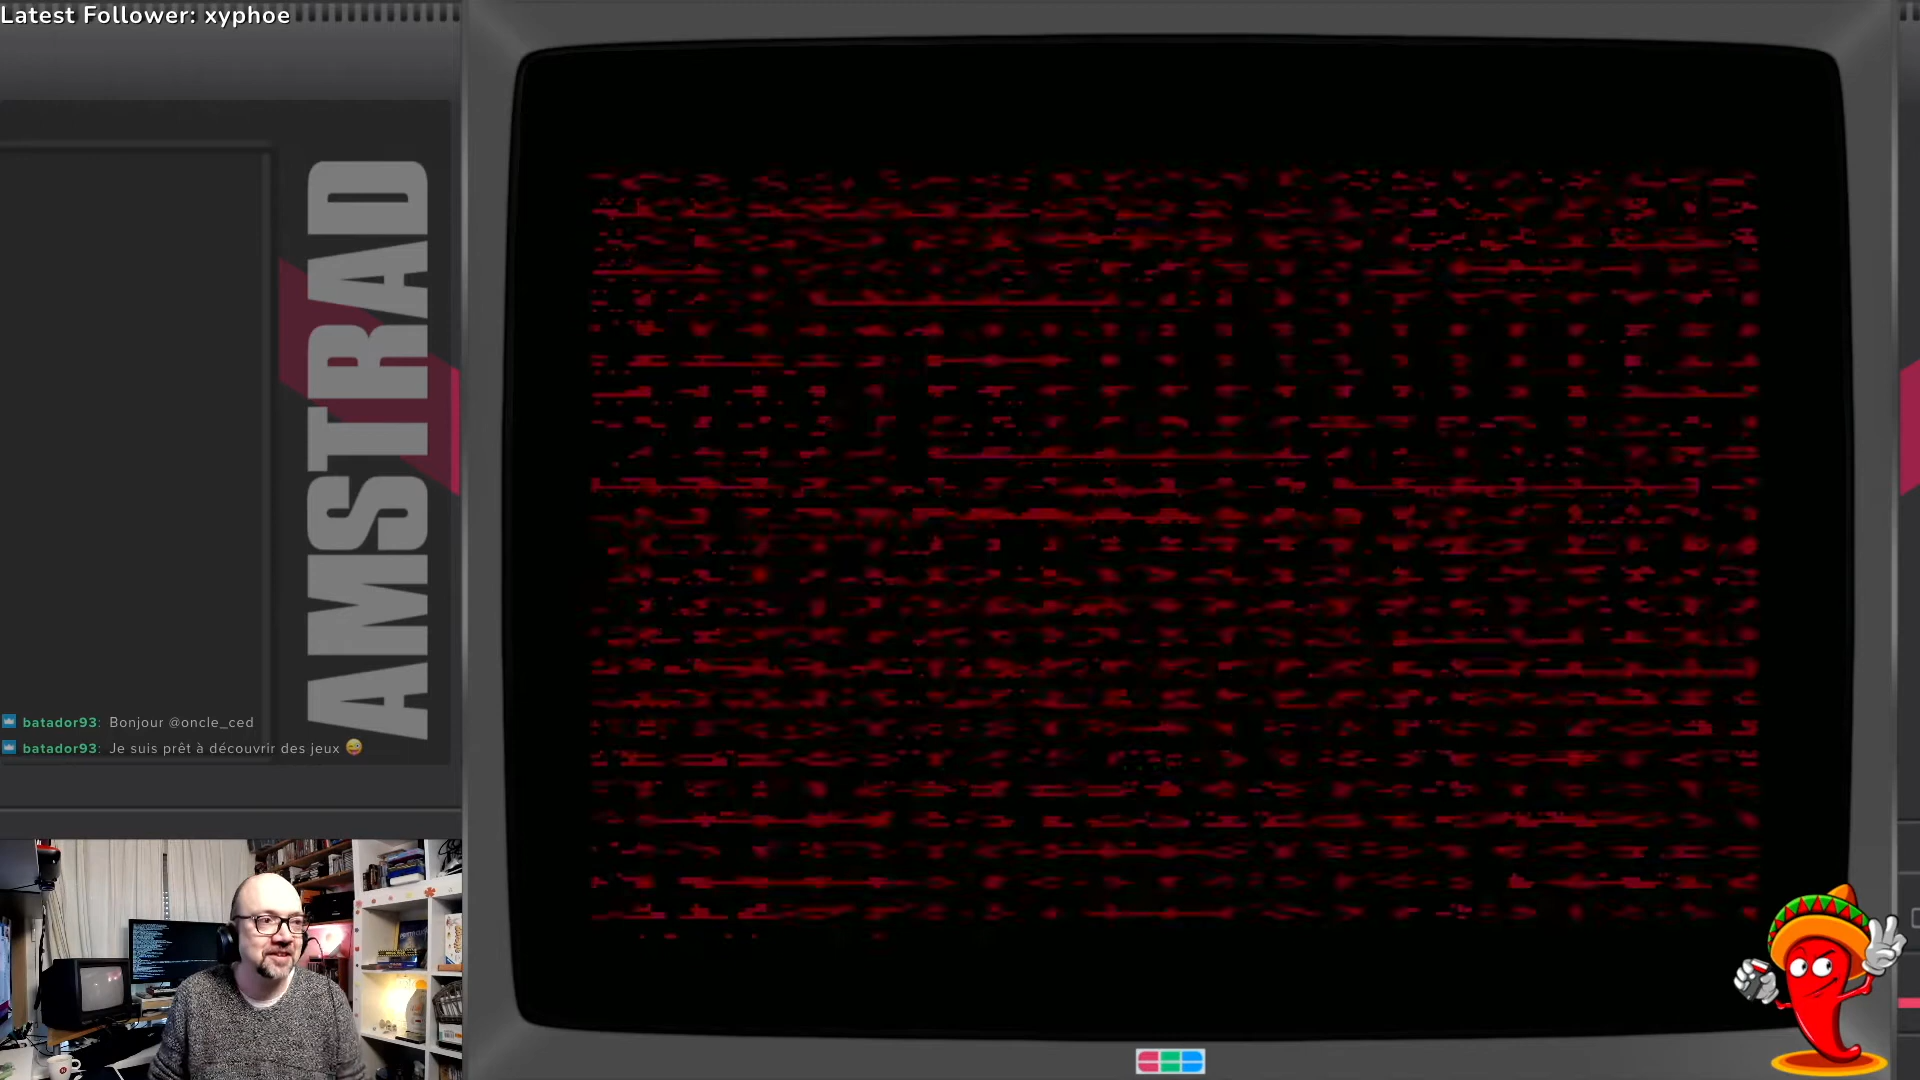 Latest Follower: xyphoe
AMSTRAD
batador93: Bonjour @oncle_ced
batador93: Je suis prêt à découvrir des jeux 😜